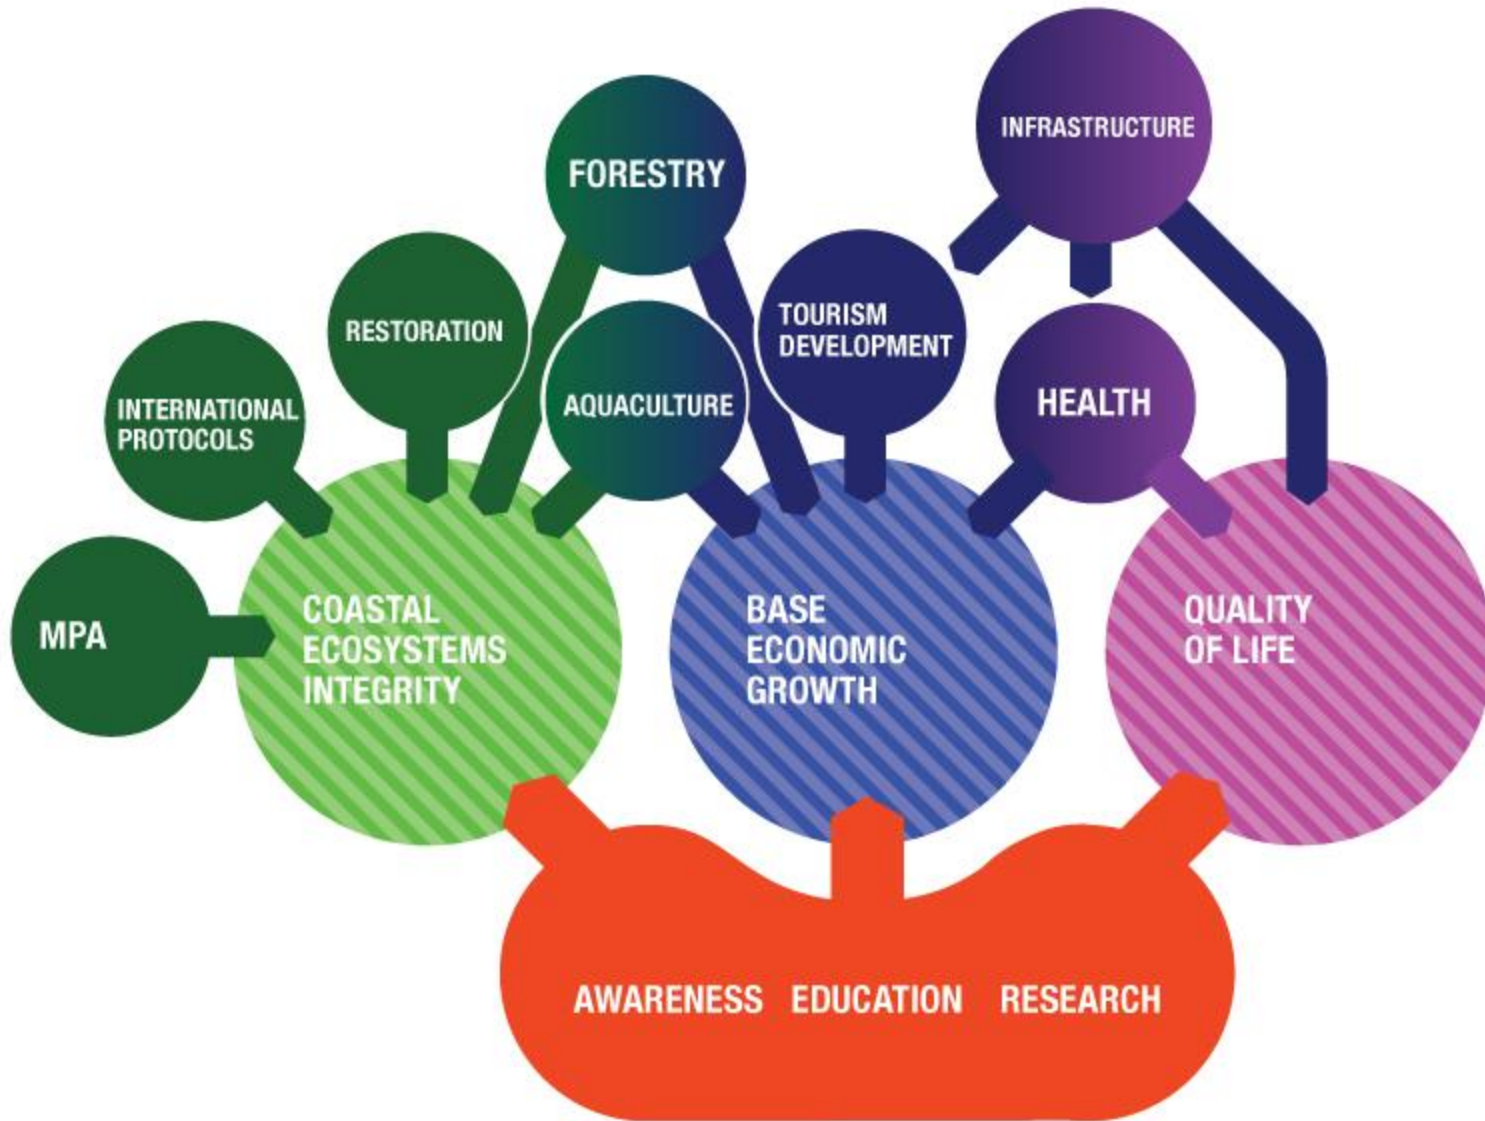 INFRASTRUCTURE
FORESTRY
RESTORATION
TOURISM
DEVELOPMENT
INTERNATIONAL
PROTOCOLS
AQUACULTURE
HEALTH
MPA
COASTAL
ECOSYSTEMS
INTEGRITY
BASE
ECONOMIC
GROWTH
QUALITY
OF LIFE
AWARENESS EDUCATION RESEARCH